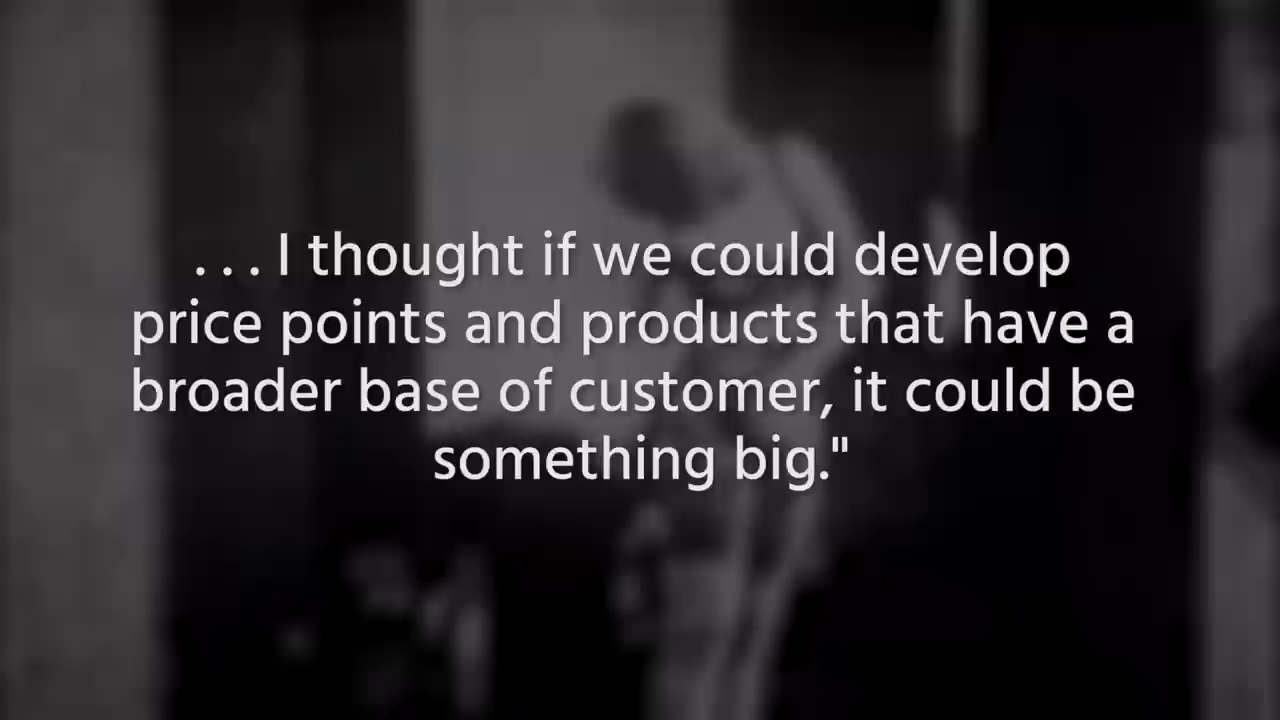 . . . I thought if we could develop
price points and products that have a
broader base of customer, it could be
something big."